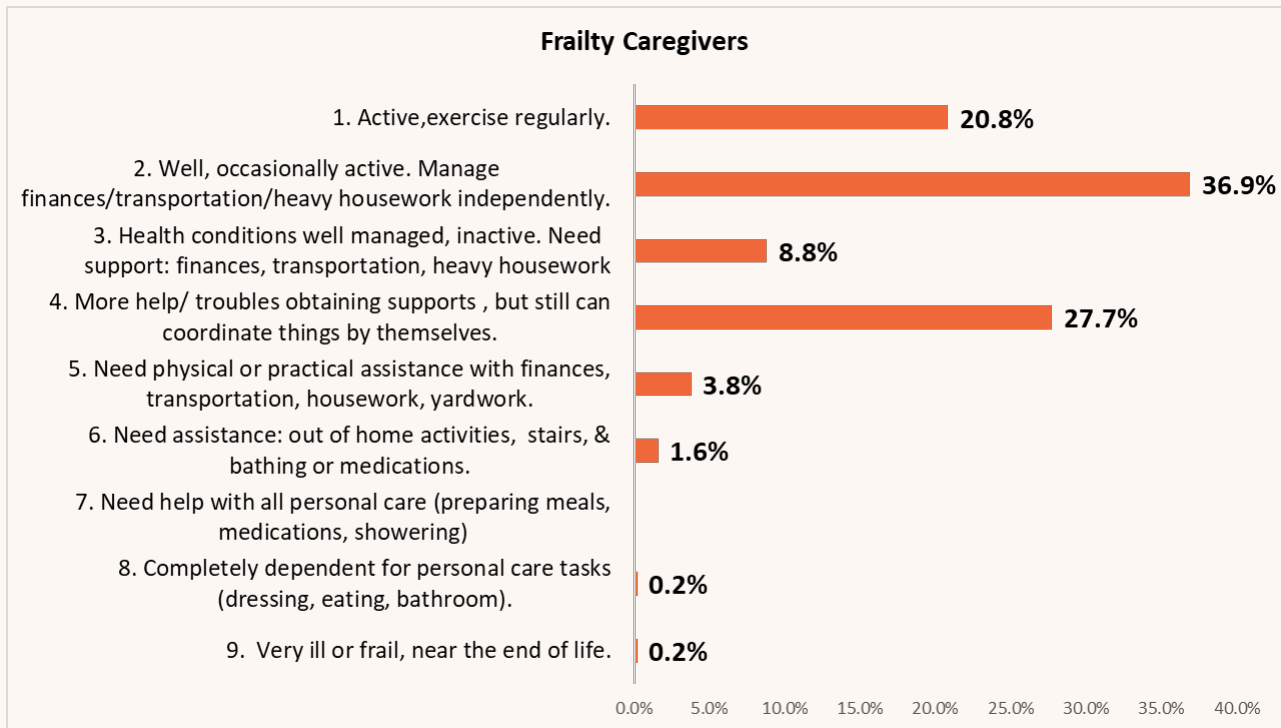 Frailty Caregivers
1. Active,exercise regularly.
20.8%
2. Well, occasionally active. Manage
finances/transportation/heavy housework independently.
36.9%
3. Health conditions well managed, inactive. Need
support: finances, transportation, heavy housework
8.8%
4. More help/ troubles obtaining supports , but still can
coordinate things by themselves.
27.7%
5. Need physical or practical assistance with finances,
transportation, housework, yardwork.
3.8%
6. Need assistance: out of home activities, stairs, &
bathing or medications.
1.6%
7. Need help with all personal care (preparing meals,
medications, showering)
8. Completely dependent for personal care tasks
(dressing, eating, bathroom).
0.2%
9. Very ill or frail, near the end of life.
0.2%
0.0% 5.0% 10.0% 15.0% 20.0% 25.0% 30.0% 35.0% 40.0%